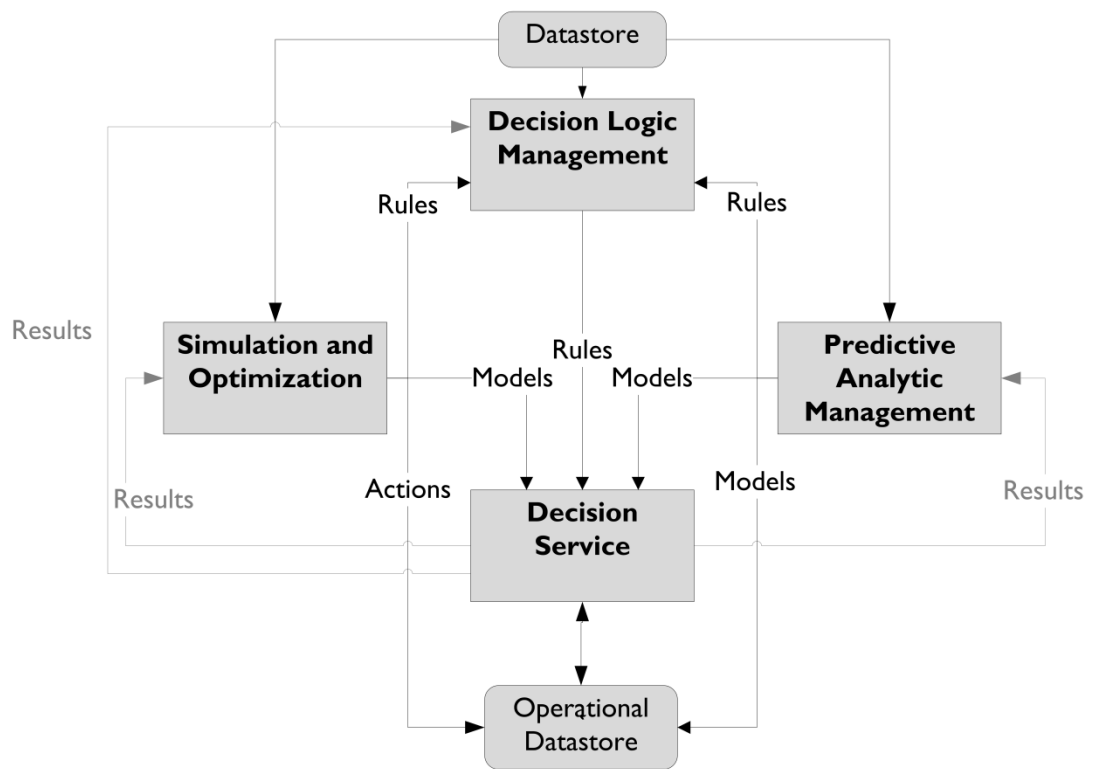 Datastore
Decision Logic
Management
Rules
Rules
Results
Simulation and
Optimization
Rules
Models
Models
Predictive
Analytic
Management
Results
Actions
Models
Results
Decision
Service
Operational
Datastore